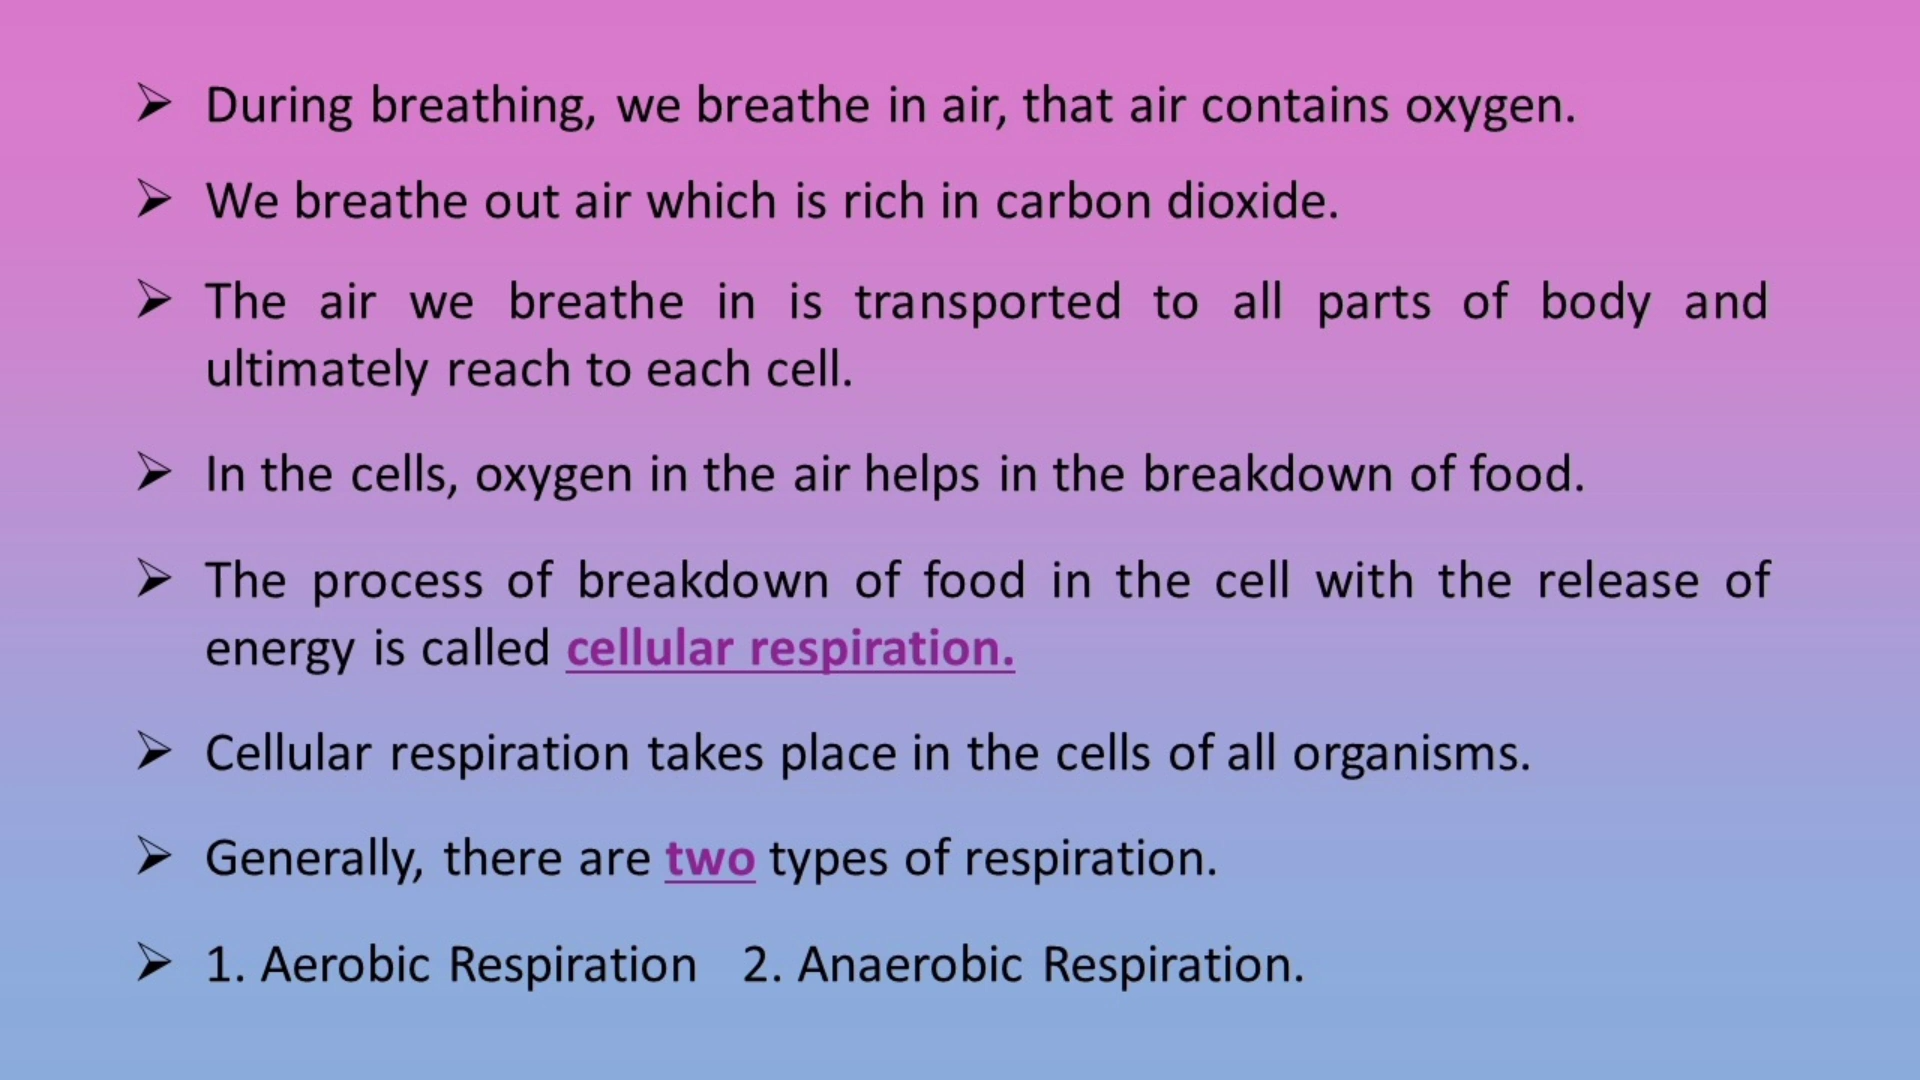 ➢ During breathing, we breathe in air, that air contains oxygen.
➢ We breathe out air which is rich in carbon dioxide.
➢ The air we breathe in is transported to all parts of body and
ultimately reach to each cell.
➢ In the cells, oxygen in the air helps in the breakdown of food.
➢ The process of breakdown of food in the cell with the release of
energy is called cellular respiration.
➢ Cellular respiration takes place in the cells of all organisms.
➢ Generally, there are two types of respiration.
➢ 1. Aerobic Respiration 2. Anaerobic Respiration.